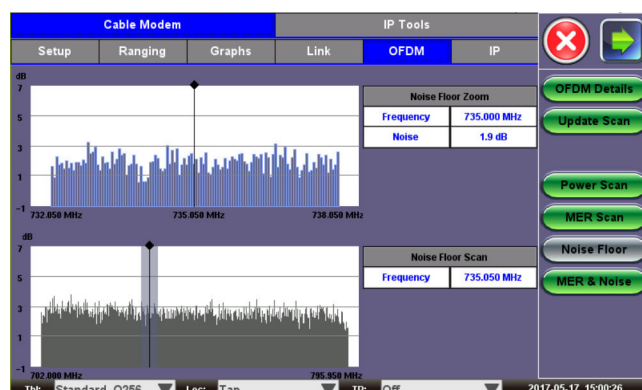 Cable Modem IP Tools
Setup Ranging Graphs Link OFDM IP
dB
7
5
3
1
-1
732.050 MHz 735.050 MHz 738.050 MHz
Noise Floor Zoom
Frequency 735.000 MHz
Noise 1.9 dB
dB
7
5
3
1
-1
702.000 MHz 795.950 MHz
Noise Floor Scan
Frequency 735.050 MHz
OFDM Details
Update Scan
Power Scan
MER Scan
Noise Floor
MER & Noise
Tbl: Standard_Q256 Loc: Tap TP: Off 2017.05.17 15:00:26